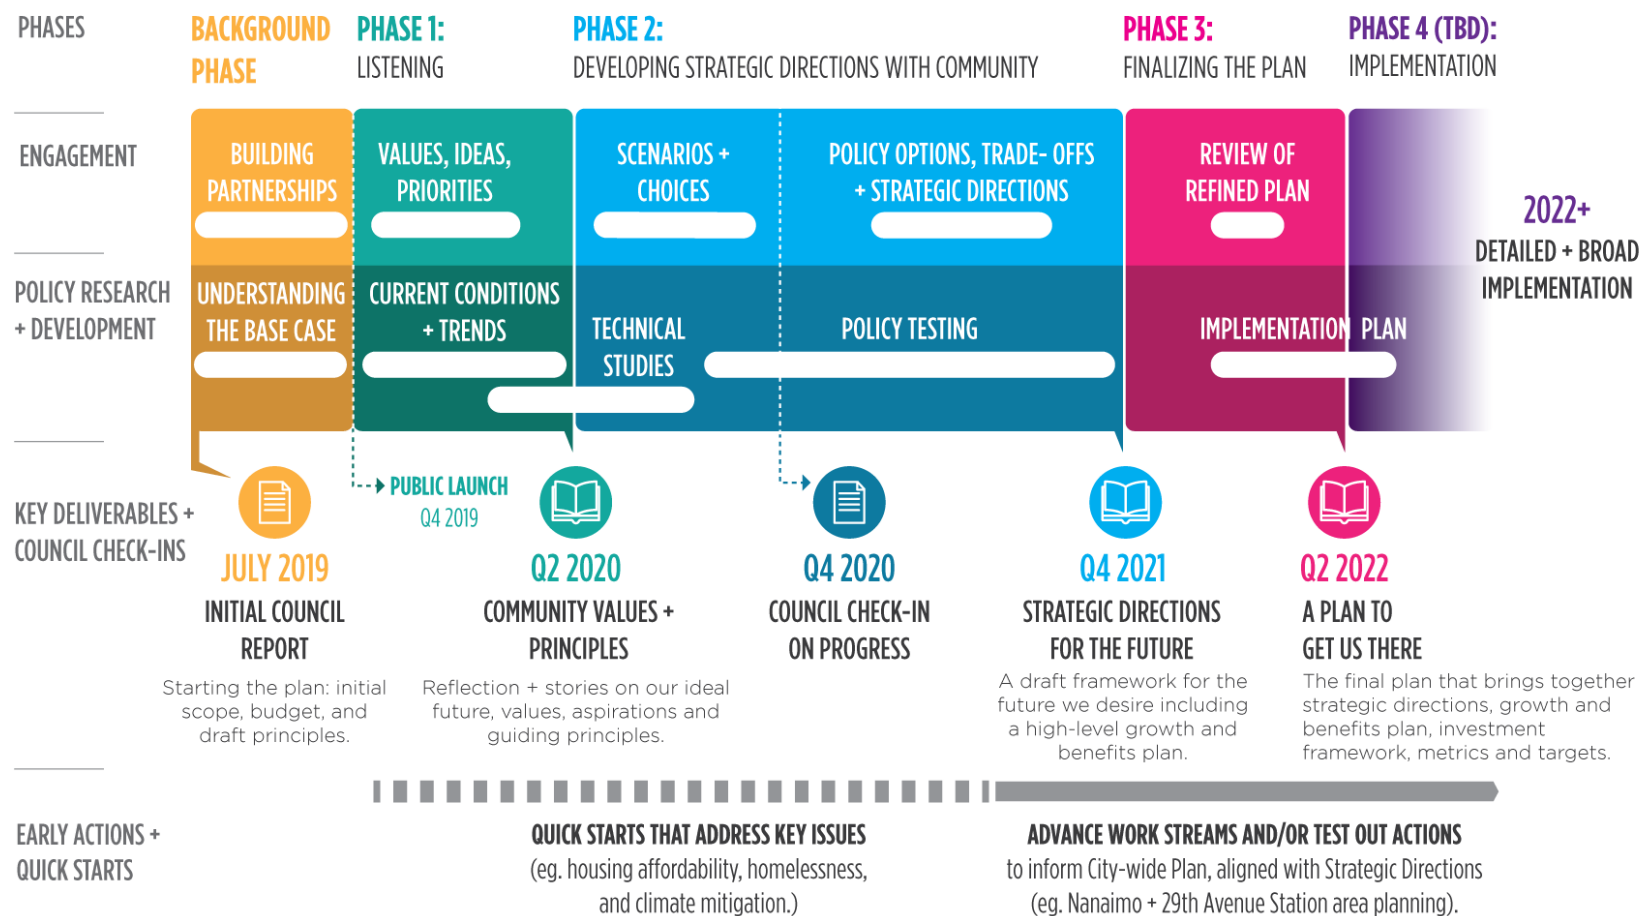 PHASES
BACKGROUND
PHASE
PHASE 1:
LISTENING
PHASE 2:
DEVELOPING STRATEGIC DIRECTIONS WITH COMMUNITY
PHASE 3:
FINALIZING THE PLAN
PHASE 4 (TBD):
IMPLEMENTATION
ENGAGEMENT
BUILDING
PARTNERSHIPS
VALUES, IDEAS,
PRIORITIES
SCENARIOS +
CHOICES
POLICY OPTIONS, TRADE- OFFS
+ STRATEGIC DIRECTIONS
REVIEW OF
REFINED PLAN
2022+
DETAILED + BROAD
IMPLEMENTATION
POLICY RESEARCH
+ DEVELOPMENT
UNDERSTANDING
THE BASE CASE
CURRENT CONDITIONS
+ TRENDS
TECHNICAL
STUDIES
POLICY TESTING
IMPLEMENTATION PLAN
KEY DELIVERABLES +
COUNCIL CHECK-INS
JULY 2019
INITIAL COUNCIL
REPORT
Starting the plan: initial
scope, budget, and
draft principles.
PUBLIC LAUNCH
Q4 2019
Q2 2020
COMMUNITY VALUES +
PRINCIPLES
Reflection + stories on our ideal
future, values, aspirations and
guiding principles.
Q4 2020
COUNCIL CHECK-IN
ON PROGRESS
Q4 2021
STRATEGIC DIRECTIONS
FOR THE FUTURE
A draft framework for the
future we desire including
a high-level growth and
benefits plan.
Q2 2022
A PLAN TO
GET US THERE
The final plan that brings together
strategic directions, growth and
benefits plan, investment
framework, metrics and targets.
EARLY ACTIONS +
QUICK STARTS
QUICK STARTS THAT ADDRESS KEY ISSUES
(eg. housing affordability, homelessness,
and climate mitigation.)
ADVANCE WORK STREAMS AND/OR TEST OUT ACTIONS
to inform City-wide Plan, aligned with Strategic Directions
(eg. Nanaimo + 29th Avenue Station area planning).